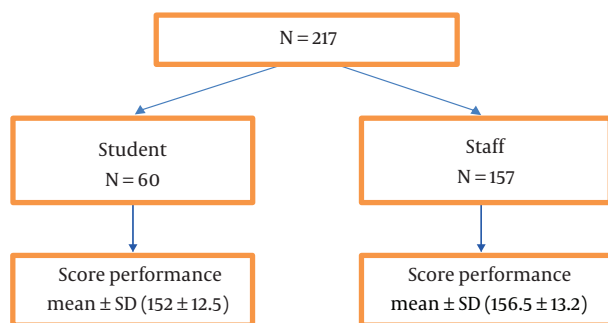 N = 217
Student
N = 60
Staff
N = 157
Score performance
mean ± SD (152 ± 12.5)
Score performance
mean ± SD (156.5 ± 13.2)